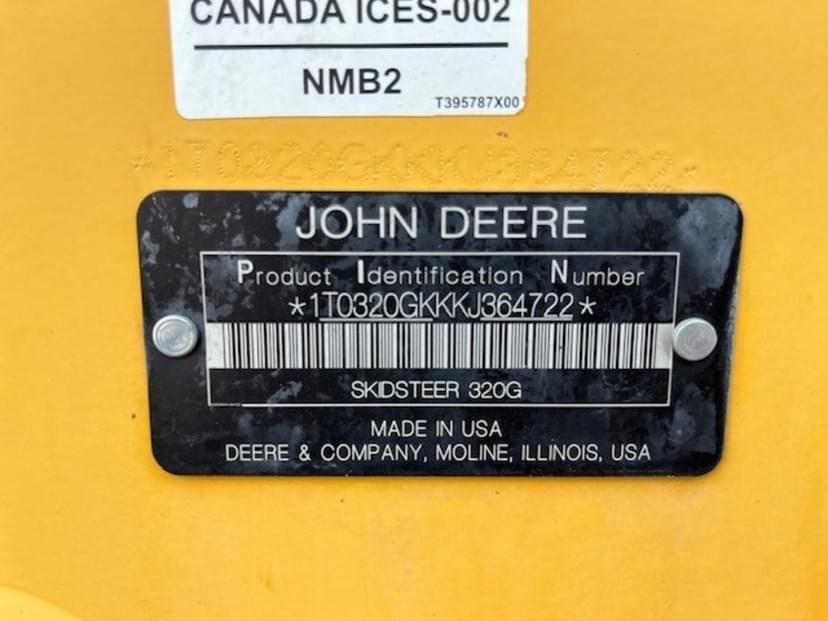 CANADA ICES-002
NMB2
T395787X00
*1T0320GKKKJ364722*
JOHN DEERE
Product Identification Number
*1T0320GKKKJ364722*
SKIDSTEER 320G
MADE IN USA
DEERE & COMPANY, MOLINE, ILLINOIS, USA